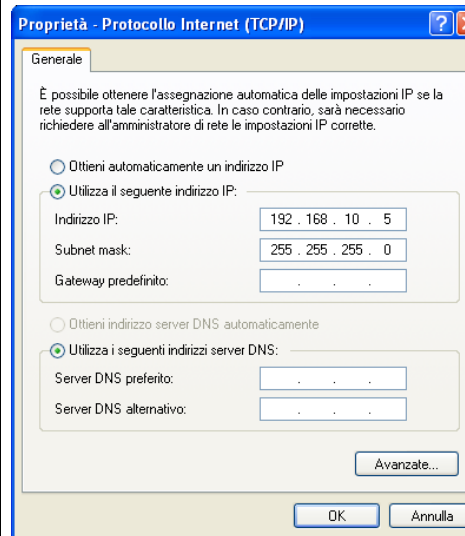 Proprietà - Protocollo Internet (TCP/IP)
Generale
È possibile ottenere l'assegnazione automatica delle impostazioni IP se la
rete supporta tale caratteristica. In caso contrario, sarà necessario
richiedere all'amministratore di rete le impostazioni IP corrette.
Ottieni automaticamente un indirizzo IP
Utilizza il seguente indirizzo IP:
Indirizzo IP: 192 . 168 . 10 . 5
Subnet mask: 255 . 255 . 255 . 0
Gateway predefinito: . . .
Ottieni indirizzo server DNS automaticamente
Utilizza i seguenti indirizzi server DNS:
Server DNS preferito: . . .
Server DNS alternativo: . . .
Avanzate...
OK Annulla